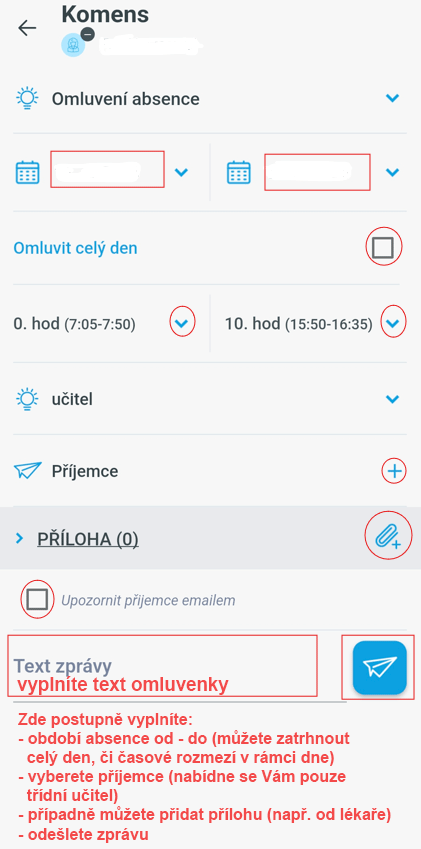 Komens
Omluvení absence
Omluvit celý den
0. hod (7:05-7:50)
10. hod (15:50-16:35)
učitel
Příjemce
PŘÍLOHA (0)
Upozornit přijemce emailem
Text zprávy
vyplníte text omluvenky
Zde postupně vyplníte:
- období absence od - do (můžete zatrhnout
celý den, či časové rozmezí v rámci dne)
- vyberete příjemce (nabídne se Vám pouze
třídní učitel)
- případně můžete přidat přílohu (např. od lékaře)
- odešlete zprávu